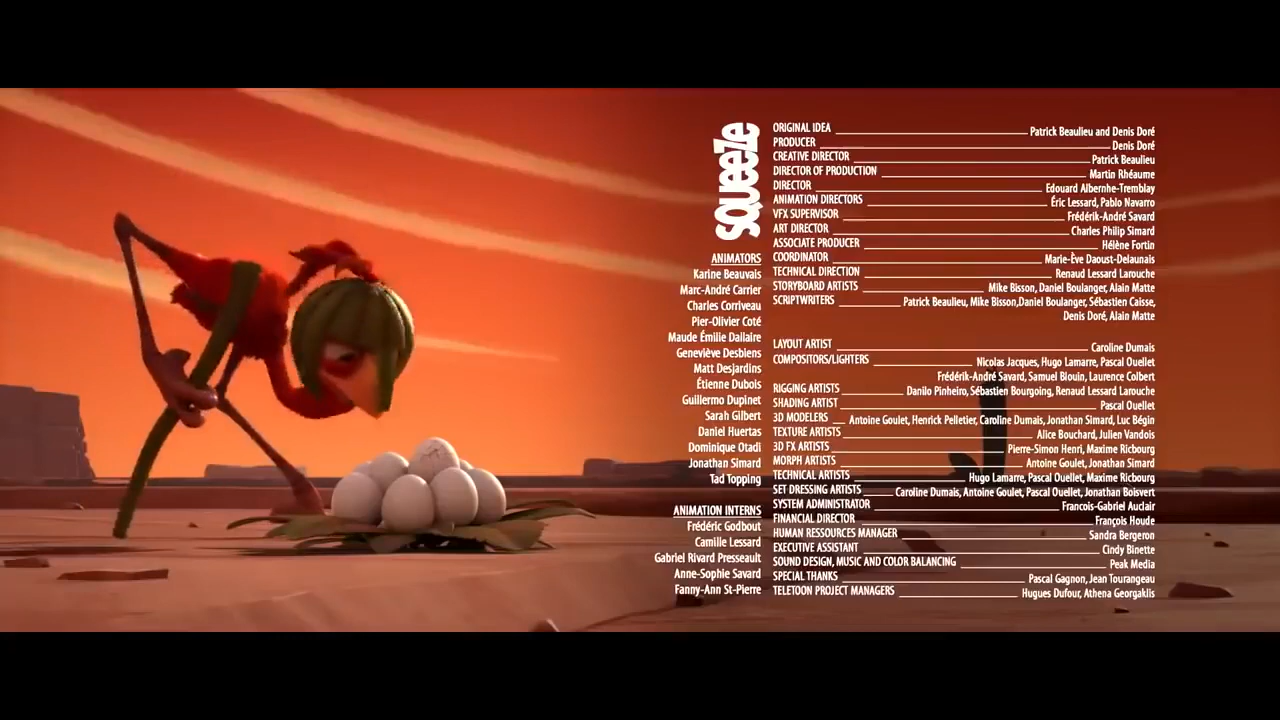 squeeze
ANIMATORS
Karine Beauvais
Marc-André Carrier
Charles Corriveau
Pier-Olivier Coté
Maude Émilie Dallaire
Geneviève Desbiens
Matt Desjardins
Étienne Dubois
Guillermo Dupinet
Sarah Gilbert
Daniel Huertas
Dominique Otadi
Jonathan Simard
Tad Topping
ANIMATION INTERNS
Frédéric Godbout
Camille Lessard
Gabriel Rivard Presseault
Anne-Sophie Savard
Fanny-Ann St-Pierre
ORIGINAL IDEA Patrick Beaulieu and Denis Doré
PRODUCER Denis Doré
CREATIVE DIRECTOR Patrick Beaulieu
DIRECTOR OF PRODUCTION Martin Rhéaume
DIRECTOR Edouard Albernhe-Tremblay
ANIMATION DIRECTORS Éric Lessard, Pablo Navarro
VFX SUPERVISOR Frédérik-André Savard
ART DIRECTOR Charles Philip Simard
ASSOCIATE PRODUCER Hélène Fortin
COORDINATOR Marie-Ève Daoust-Delaunais
TECHNICAL DIRECTION Renaud Lessard Larouche
STORYBOARD ARTISTS Mike Bisson, Daniel Boulanger, Alain Matte
SCRIPTWRITERS Patrick Beaulieu, Mike Bisson,Daniel Boulanger, Sébastien Caisse,
Denis Doré, Alain Matte
LAYOUT ARTIST Caroline Dumais
COMPOSITORS/LIGHTERS Nicolas Jacques, Hugo Lamarre, Pascal Ouellet
Frédérik-André Savard, Samuel Blouin, Laurence Colbert
RIGGING ARTISTS Danilo Pinheiro, Sébastien Bourgoing, Renaud Lessard Larouche
SHADING ARTIST Pascal Ouellet
3D MODELERS Antoine Goulet, Henrick Pelletier, Caroline Dumais, Jonathan Simard, Luc Bégin
TEXTURE ARTISTS Alice Bouchard, Julien Vandois
3D FX ARTISTS Pierre-Simon Henri, Maxime Ricbourg
MORPH ARTISTS Antoine Goulet, Jonathan Simard
TECHNICAL ARTISTS Hugo Lamarre, Pascal Ouellet, Maxime Ricbourg
SET DRESSING ARTISTS Caroline Dumais, Antoine Goulet, Pascal Ouellet, Jonathan Boisvert
SYSTEM ADMINISTRATOR Francois-Gabriel Auclair
FINANCIAL DIRECTOR François Houde
HUMAN RESSOURCES MANAGER Sandra Bergeron
EXECUTIVE ASSISTANT Cindy Binette
SOUND DESIGN, MUSIC AND COLOR BALANCING Peak Media
SPECIAL THANKS Pascal Gagnon, Jean Tourangeau
TELETOON PROJECT MANAGERS Hugues Dufour, Athena Georgaklis